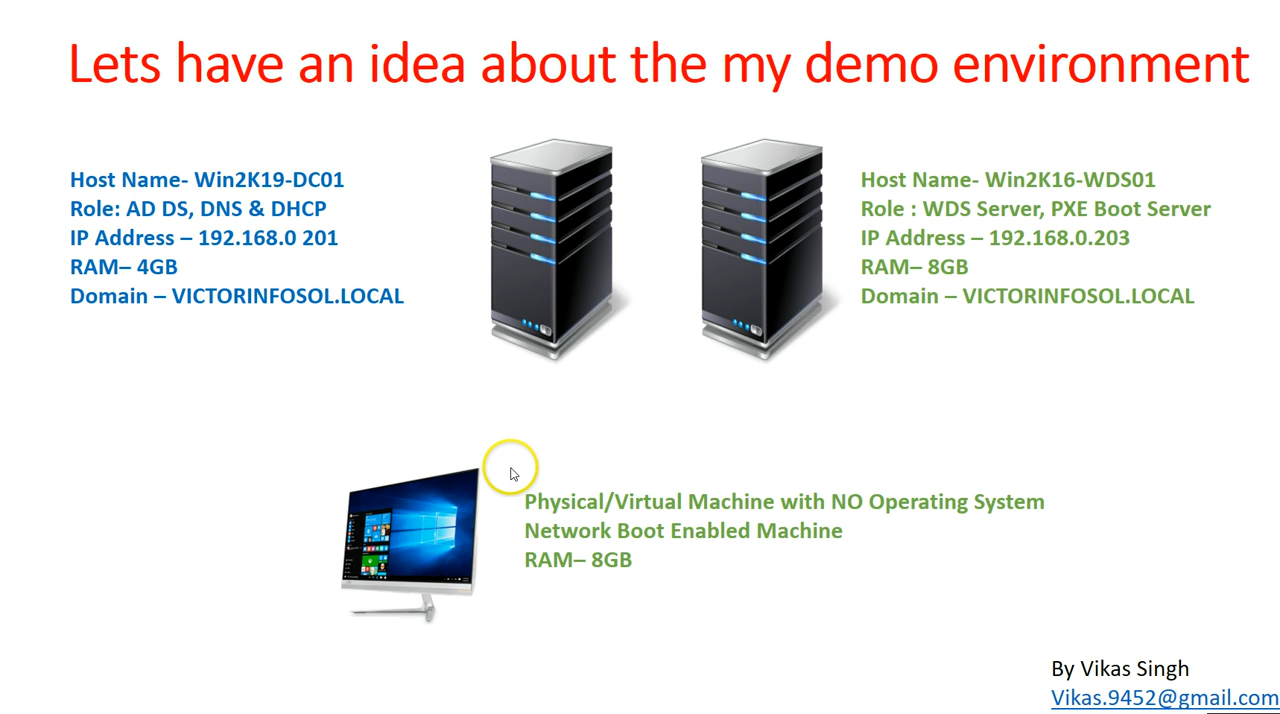 Lets have an idea about the my demo environment
Host Name- Win2K19-DC01
Role: AD DS, DNS & DHCP
IP Address – 192.168.0 201
RAM– 4GB
Domain – VICTORINFOSOL.LOCAL
Host Name- Win2K16-WDS01
Role : WDS Server, PXE Boot Server
IP Address – 192.168.0.203
RAM– 8GB
Domain – VICTORINFOSOL.LOCAL
Physical/Virtual Machine with NO Operating System
Network Boot Enabled Machine
RAM– 8GB
By Vikas Singh
Vikas.9452@gmail.com